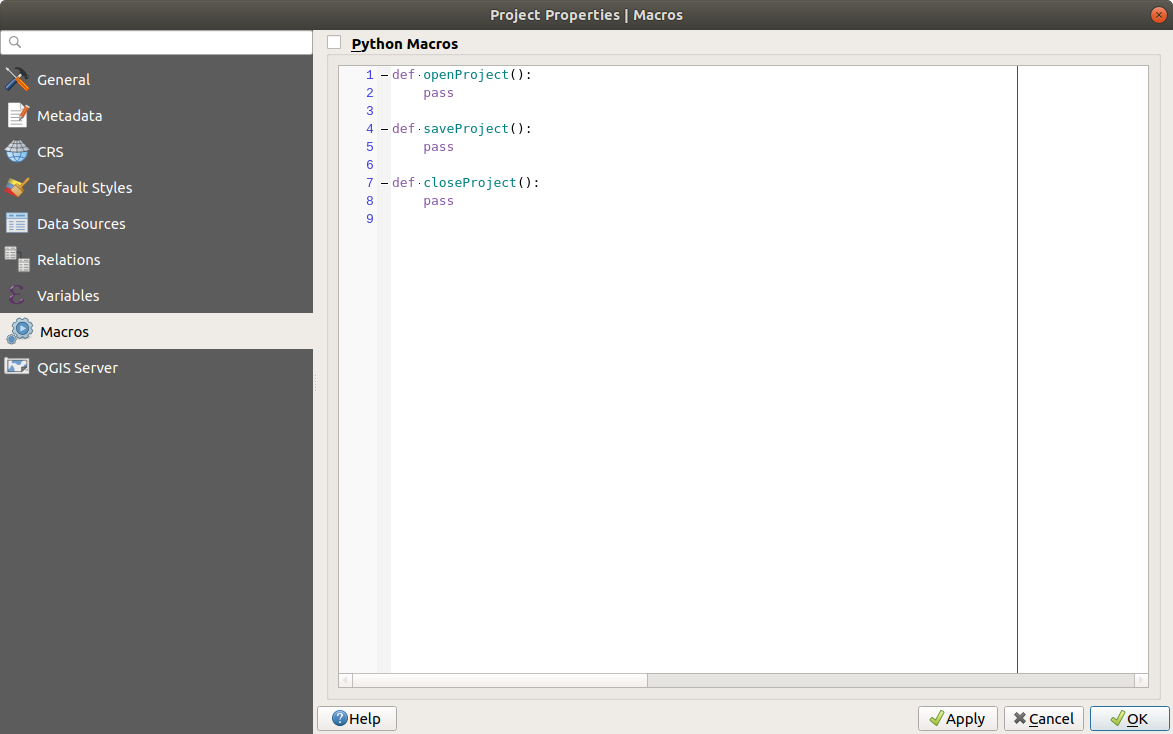 Project Properties | Macros
General
Metadata
CRS
Default Styles
Data Sources
Relations
Variables
Macros
QGIS Server
Python Macros
1 def openProject():
2 pass
3
4 def saveProject():
5 pass
6
7 def closeProject():
8 pass
9
Help
Apply
Cancel
OK